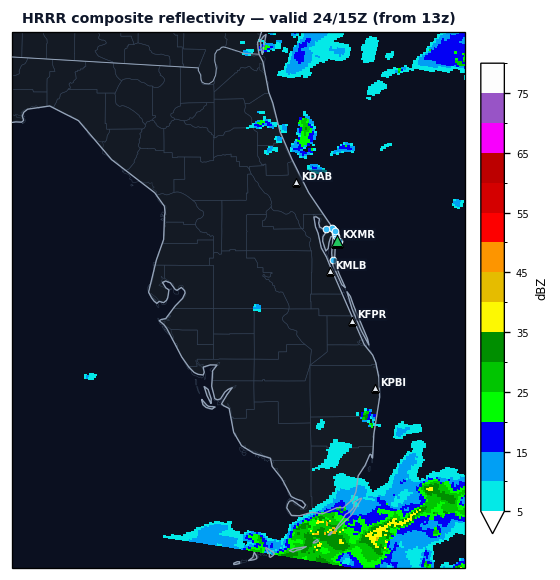 HRRR composite reflectivity — valid 24/15Z (from 13z)
KDAB
KXMR
KMLB
KFPR
KPBI
75
65
55
45
35
25
15
5
dBZ